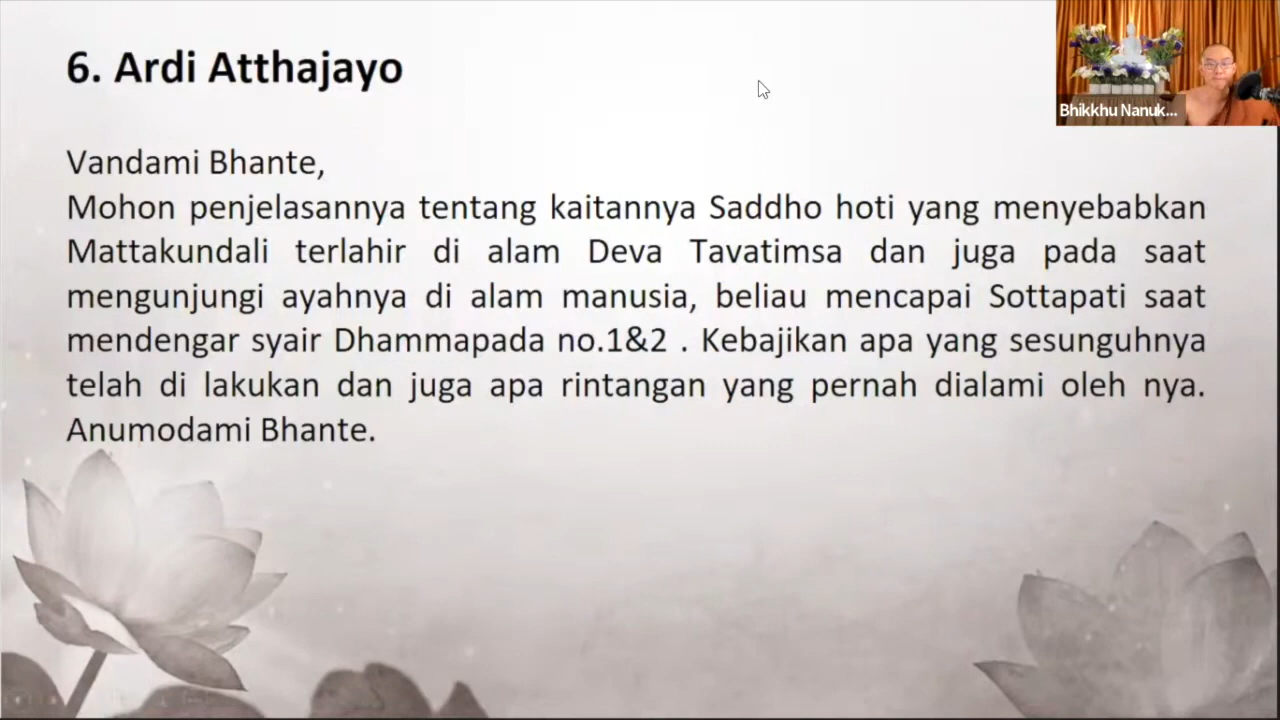 6. Ardi Atthajayo
Bhikkhu Nanuk...
Vandami Bhante,
Mohon penjelasannya tentang kaitannya Saddho hoti yang menyebabkan
Mattakundali terlahir di alam Deva Tavatimsa dan juga pada saat
mengunjungi ayahnya di alam manusia, beliau mencapai Sottapati saat
mendengar syair Dhammapada no.1&2 . Kebajikan apa yang sesunguhnya
telah di lakukan dan juga apa rintangan yang pernah dialami oleh nya.
Anumodami Bhante.